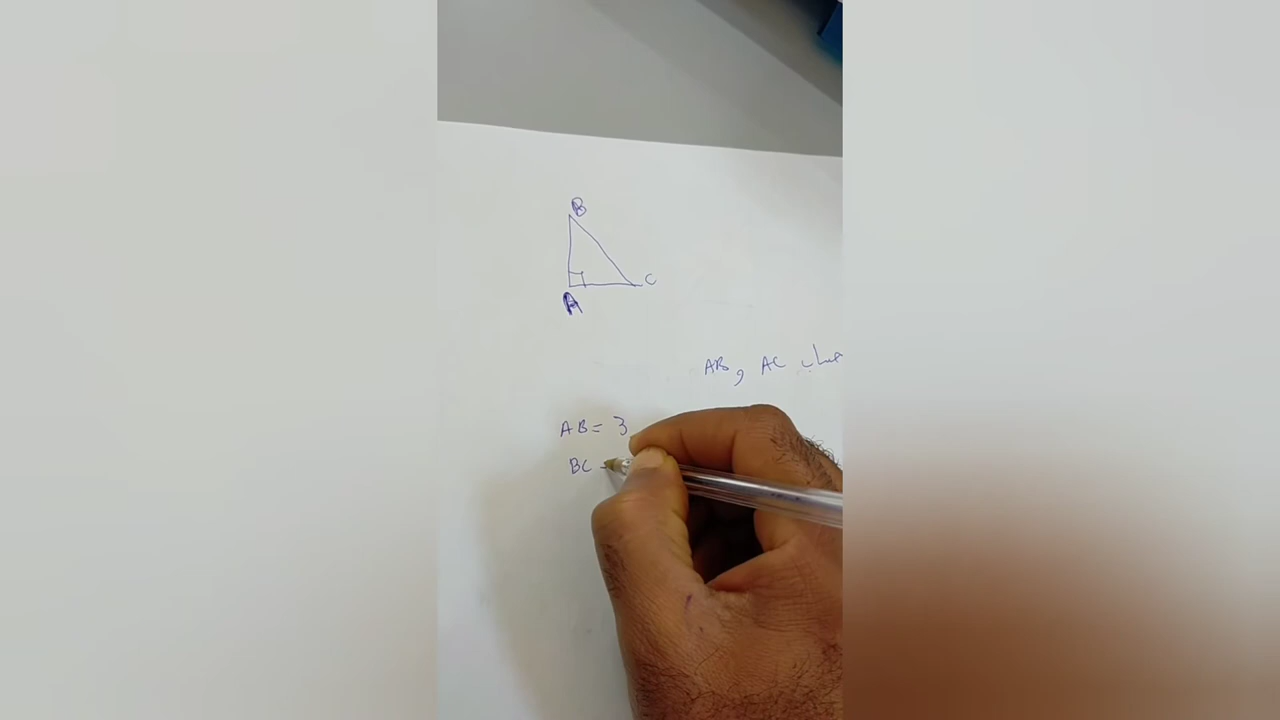 B
C
A
AB و AC
AB = 3
BC =